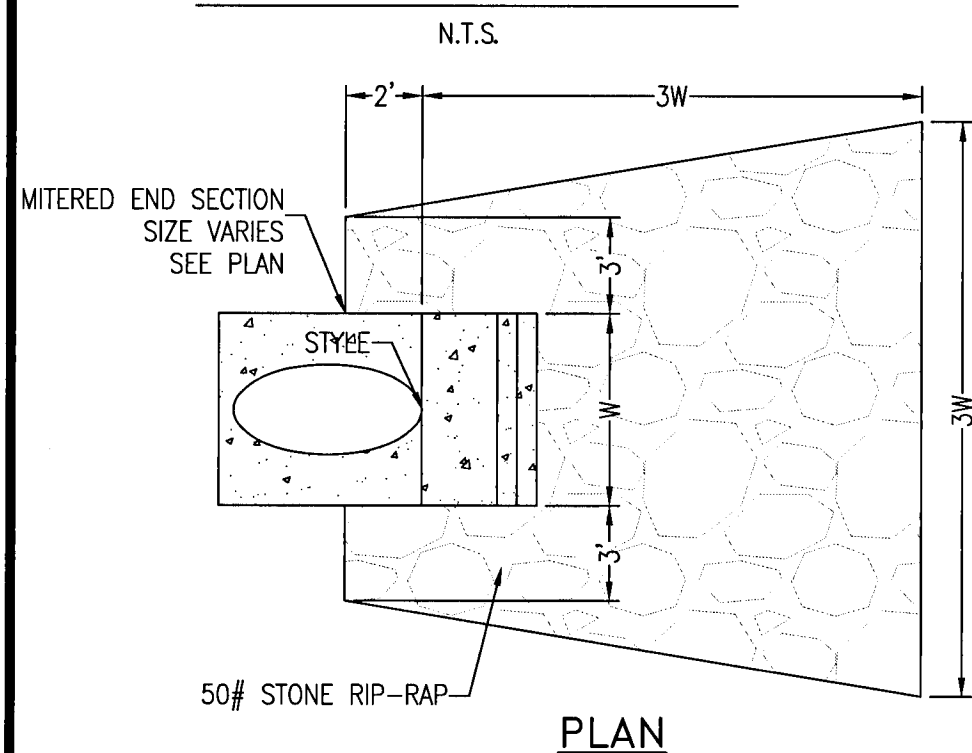 N.T.S.
2'
3W
MITERED END SECTION
SIZE VARIES
SEE PLAN
3'
STYLE
W
3W
3'
50# STONE RIP-RAP
PLAN